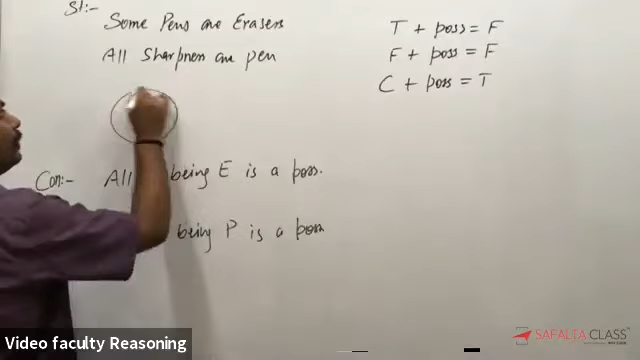 St:-
Some Pens are Erasers
All Sharpners are pen
T + poss = F
F + poss = F
C + poss = T
Con:- All being E is a poss.
being P is a poss
SAFALTA CLASS
Video faculty Reasoning